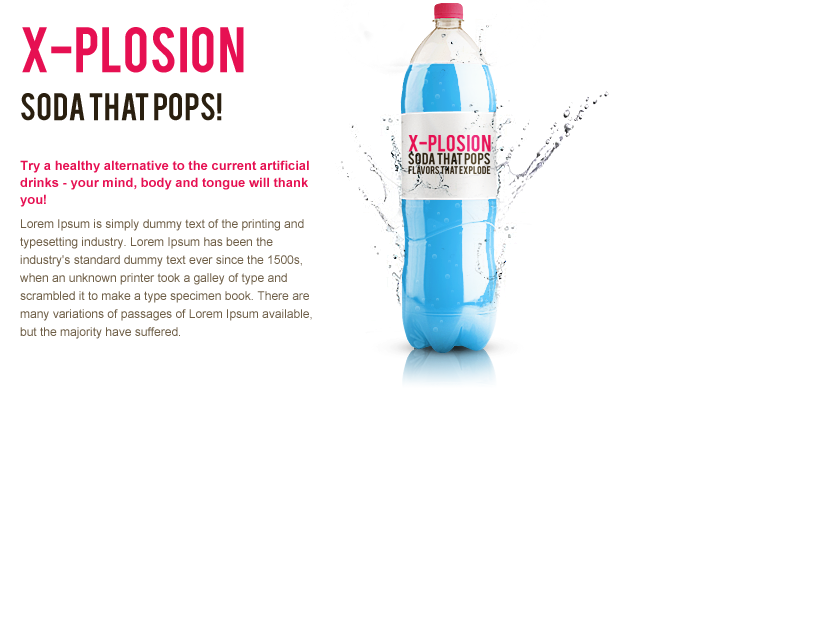 X-PLOSION
SODA THAT POPS!
Try a healthy alternative to the current artificial
drinks - your mind, body and tongue will thank
you!
Lorem Ipsum is simply dummy text of the printing and
typesetting industry. Lorem Ipsum has been the
industry's standard dummy text ever since the 1500s,
when an unknown printer took a galley of type and
scrambled it to make a type specimen book. There are
many variations of passages of Lorem Ipsum available,
but the majority have suffered.
X-PLOSION
SODA THAT POPS
FLAVORS THAT EXPLODE